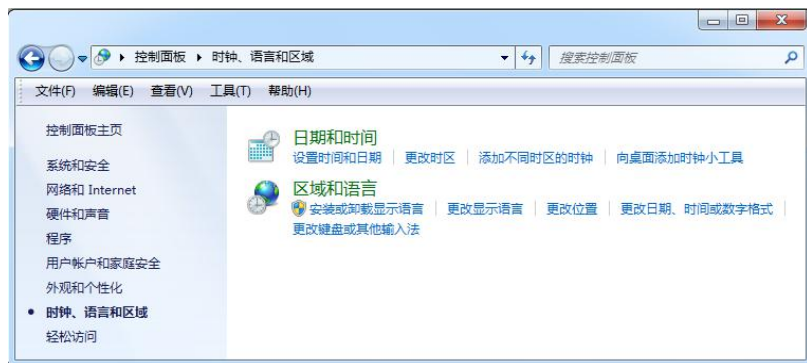 控制面板 ▸ 时钟、语言和区域
搜索控制面板
文件(F) 编辑(E) 查看(V) 工具(T) 帮助(H)
控制面板主页
系统和安全
网络和 Internet
硬件和声音
程序
用户帐户和家庭安全
外观和个性化
时钟、语言和区域
轻松访问
日期和时间
设置时间和日期 | 更改时区 | 添加不同时区的时钟 | 向桌面添加时钟小工具
区域和语言
安装或卸载显示语言 | 更改显示语言 | 更改位置 | 更改日期、时间或数字格式
更改键盘或其他输入法